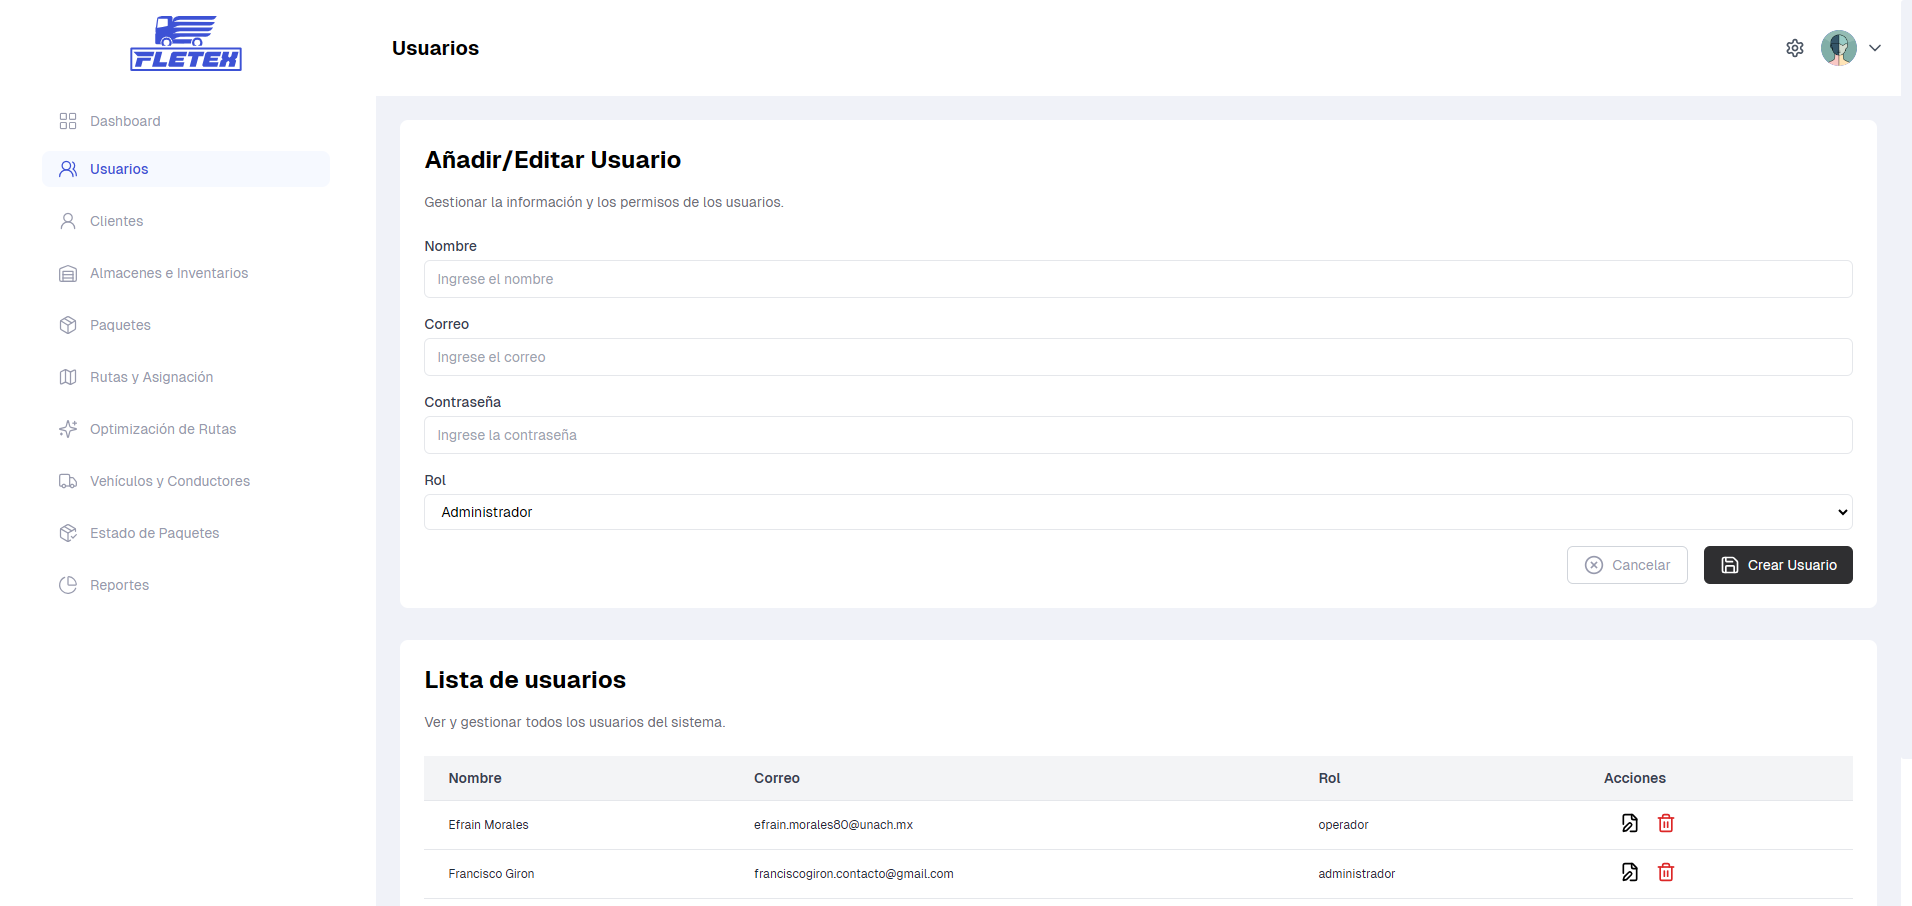 FLETEX
Usuarios
Dashboard
Usuarios
Clientes
Almacenes e Inventarios
Paquetes
Rutas y Asignación
Optimización de Rutas
Vehículos y Conductores
Estado de Paquetes
Reportes
Añadir/Editar Usuario
Gestionar la información y los permisos de los usuarios.
Nombre
Ingrese el nombre
Correo
Ingrese el correo
Contraseña
Ingrese la contraseña
Rol
Administrador
Cancelar Crear Usuario
Lista de usuarios
Ver y gestionar todos los usuarios del sistema.
Nombre Correo Rol Acciones
Efrain Morales efrain.morales80@unach.mx operador
Francisco Giron franciscogiron.contacto@gmail.com administrador